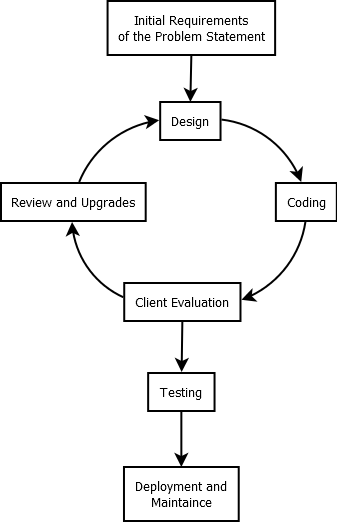 Initial Requirements
of the Problem Statement
Design
Review and Upgrades
Coding
Client Evaluation
Testing
Deployment and
Maintaince